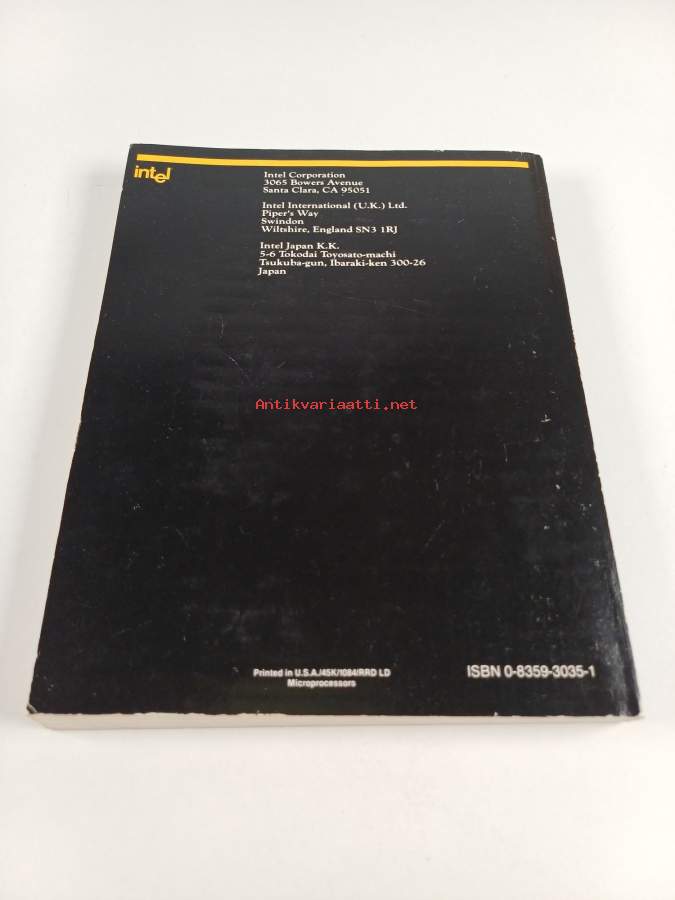 intel
Intel Corporation
3065 Bowers Avenue
Santa Clara, CA 95051
Intel International (U.K.) Ltd.
Piper's Way
Swindon
Wiltshire, England SN3 1RJ
Intel Japan K.K.
5-6 Tokodai Toyosato-machi
Tsukuba-gun, Ibaraki-ken 300-26
Japan
Antikvariaatti.net
Printed in U.S.A./45K/1084/RRD LD
Microprocessors
ISBN 0-8359-3035-1